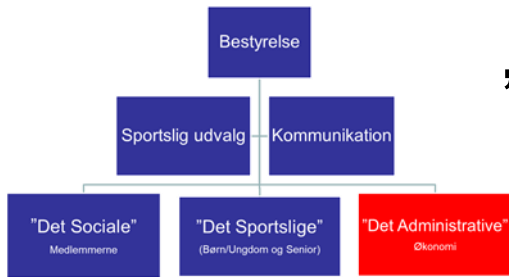 Bestyrelse
Sportslig udvalg
Kommunikation
"Det Sociale"
Medlemmerne
"Det Sportslige"
(Børn/Ungdom og Senior)
"Det Administrative"
Økonomi